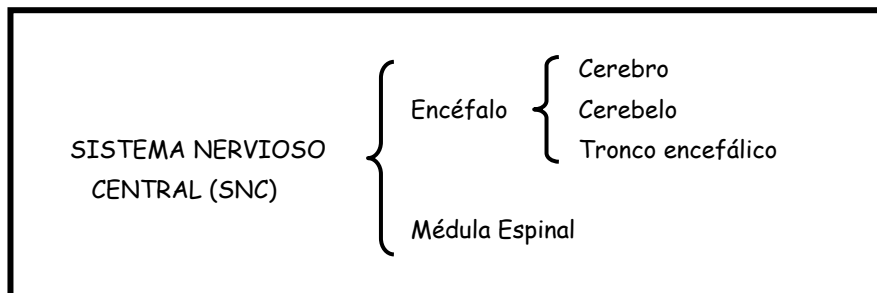 SISTEMA NERVIOSO
CENTRAL (SNC)
Encéfalo
Cerebro
Cerebelo
Tronco encefálico
Médula Espinal